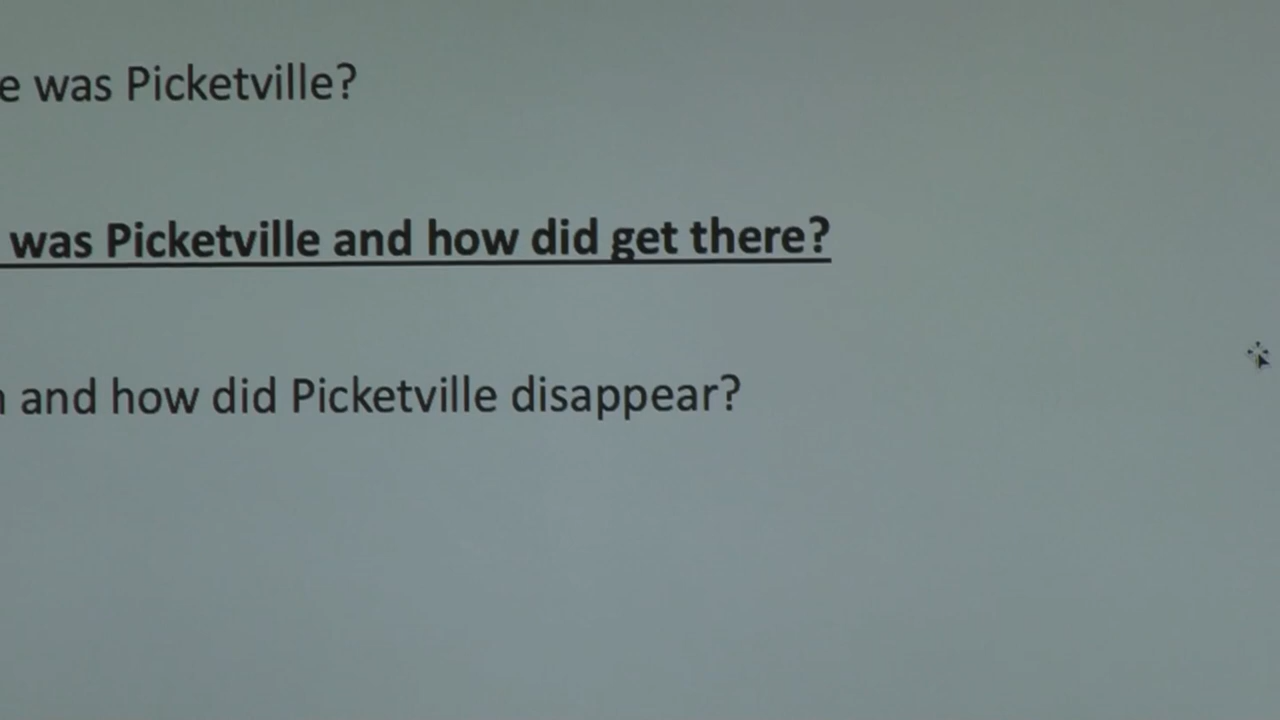 was Picketville?
was Picketville and how did get there?
and how did Picketville disappear?